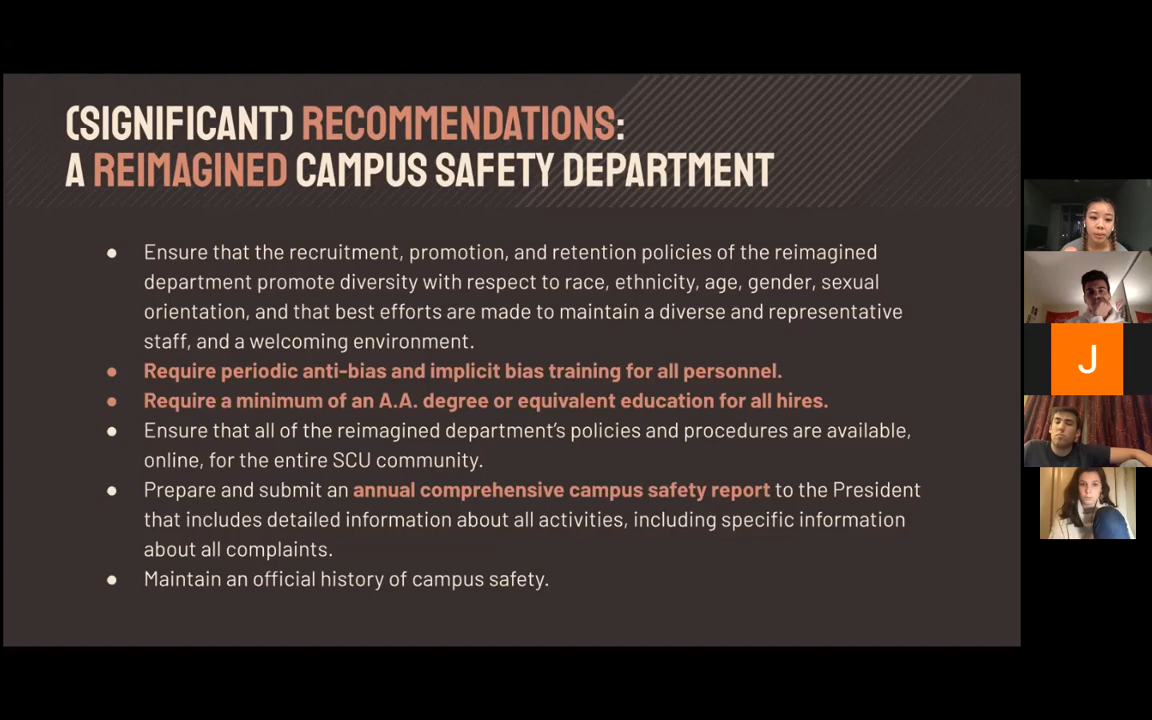 (SIGNIFICANT) RECOMMENDATIONS:
A REIMAGINED CAMPUS SAFETY DEPARTMENT
● Ensure that the recruitment, promotion, and retention policies of the reimagined
department promote diversity with respect to race, ethnicity, age, gender, sexual
orientation, and that best efforts are made to maintain a diverse and representative
staff, and a welcoming environment.
● Require periodic anti-bias and implicit bias training for all personnel.
● Require a minimum of an A.A. degree or equivalent education for all hires.
● Ensure that all of the reimagined department's policies and procedures are available,
online, for the entire SCU community.
● Prepare and submit an annual comprehensive campus safety report to the President
that includes detailed information about all activities, including specific information
about all complaints.
● Maintain an official history of campus safety.
J